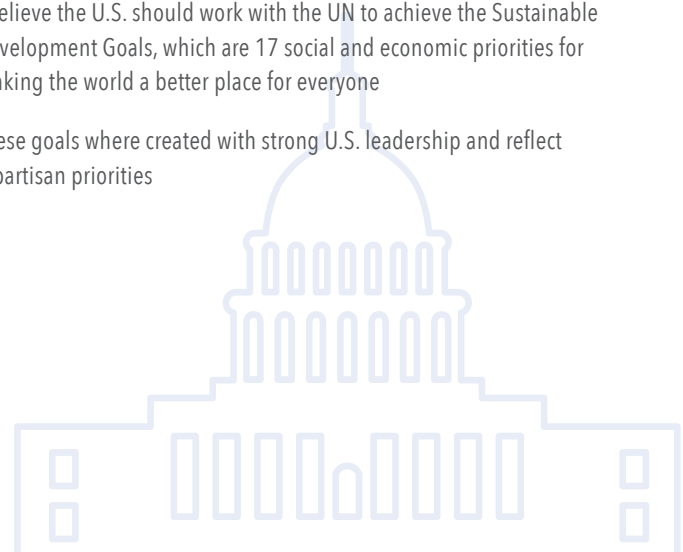 elieve the U.S. should work with the UN to achieve the Sustainable
velopment Goals, which are 17 social and economic priorities for
aking the world a better place for everyone
ese goals where created with strong U.S. leadership and reflect
partisan priorities